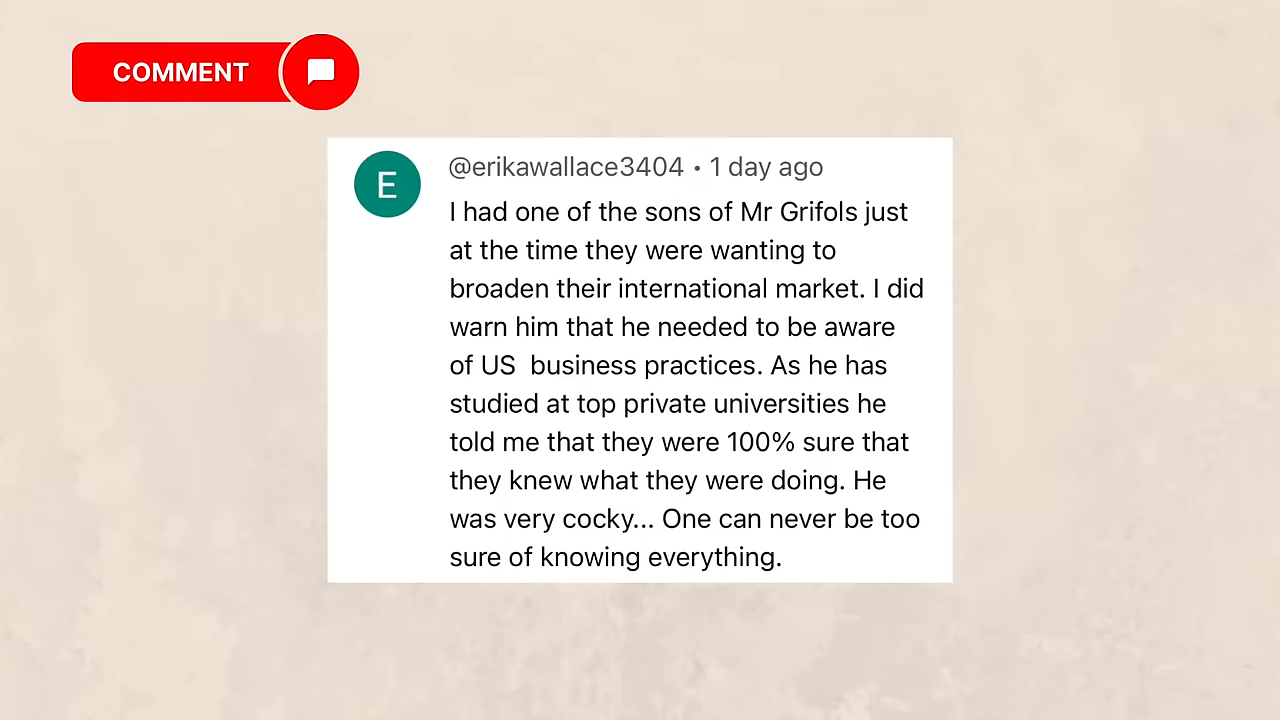 COMMENT
E
@erikawallace3404 • 1 day ago
I had one of the sons of Mr Grifols just
at the time they were wanting to
broaden their international market. I did
warn him that he needed to be aware
of US  business practices. As he has
studied at top private universities he
told me that they were 100% sure that
they knew what they were doing. He
was very cocky... One can never be too
sure of knowing everything.